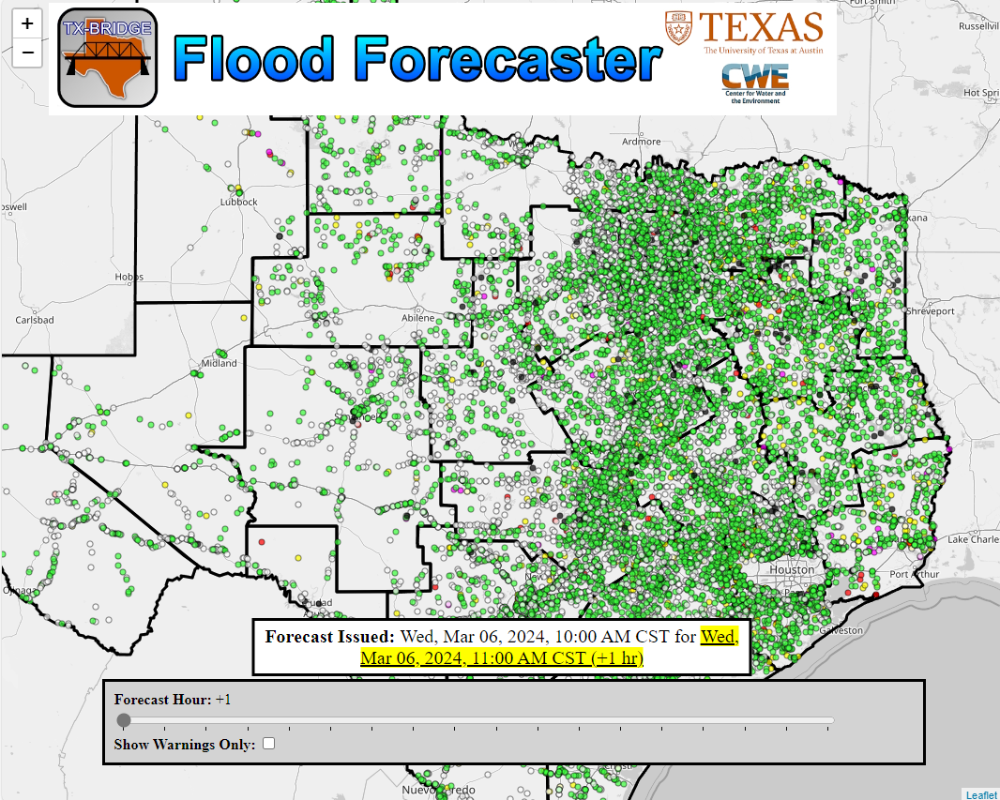 +
−
TX-BRIDGE
Flood Forecaster
TEXAS
The University of Texas at Austin
CWE
Center for Water and
the Environment
Fort Smith
Russellvil
Hot Spri
Ardmore
oswell
Lubbock
xana
Hobbs
Carlsbad
Abilene
Shreveport
Midland
Lake Charle
Houston
Port Arthur
Ojinaga
Galveston
Forecast Issued: Wed, Mar 06, 2024, 10:00 AM CST for Wed,
Mar 06, 2024, 11:00 AM CST (+1 hr)
Forecast Hour: +1
Show Warnings Only:
Nuevo
redo
Leaflet